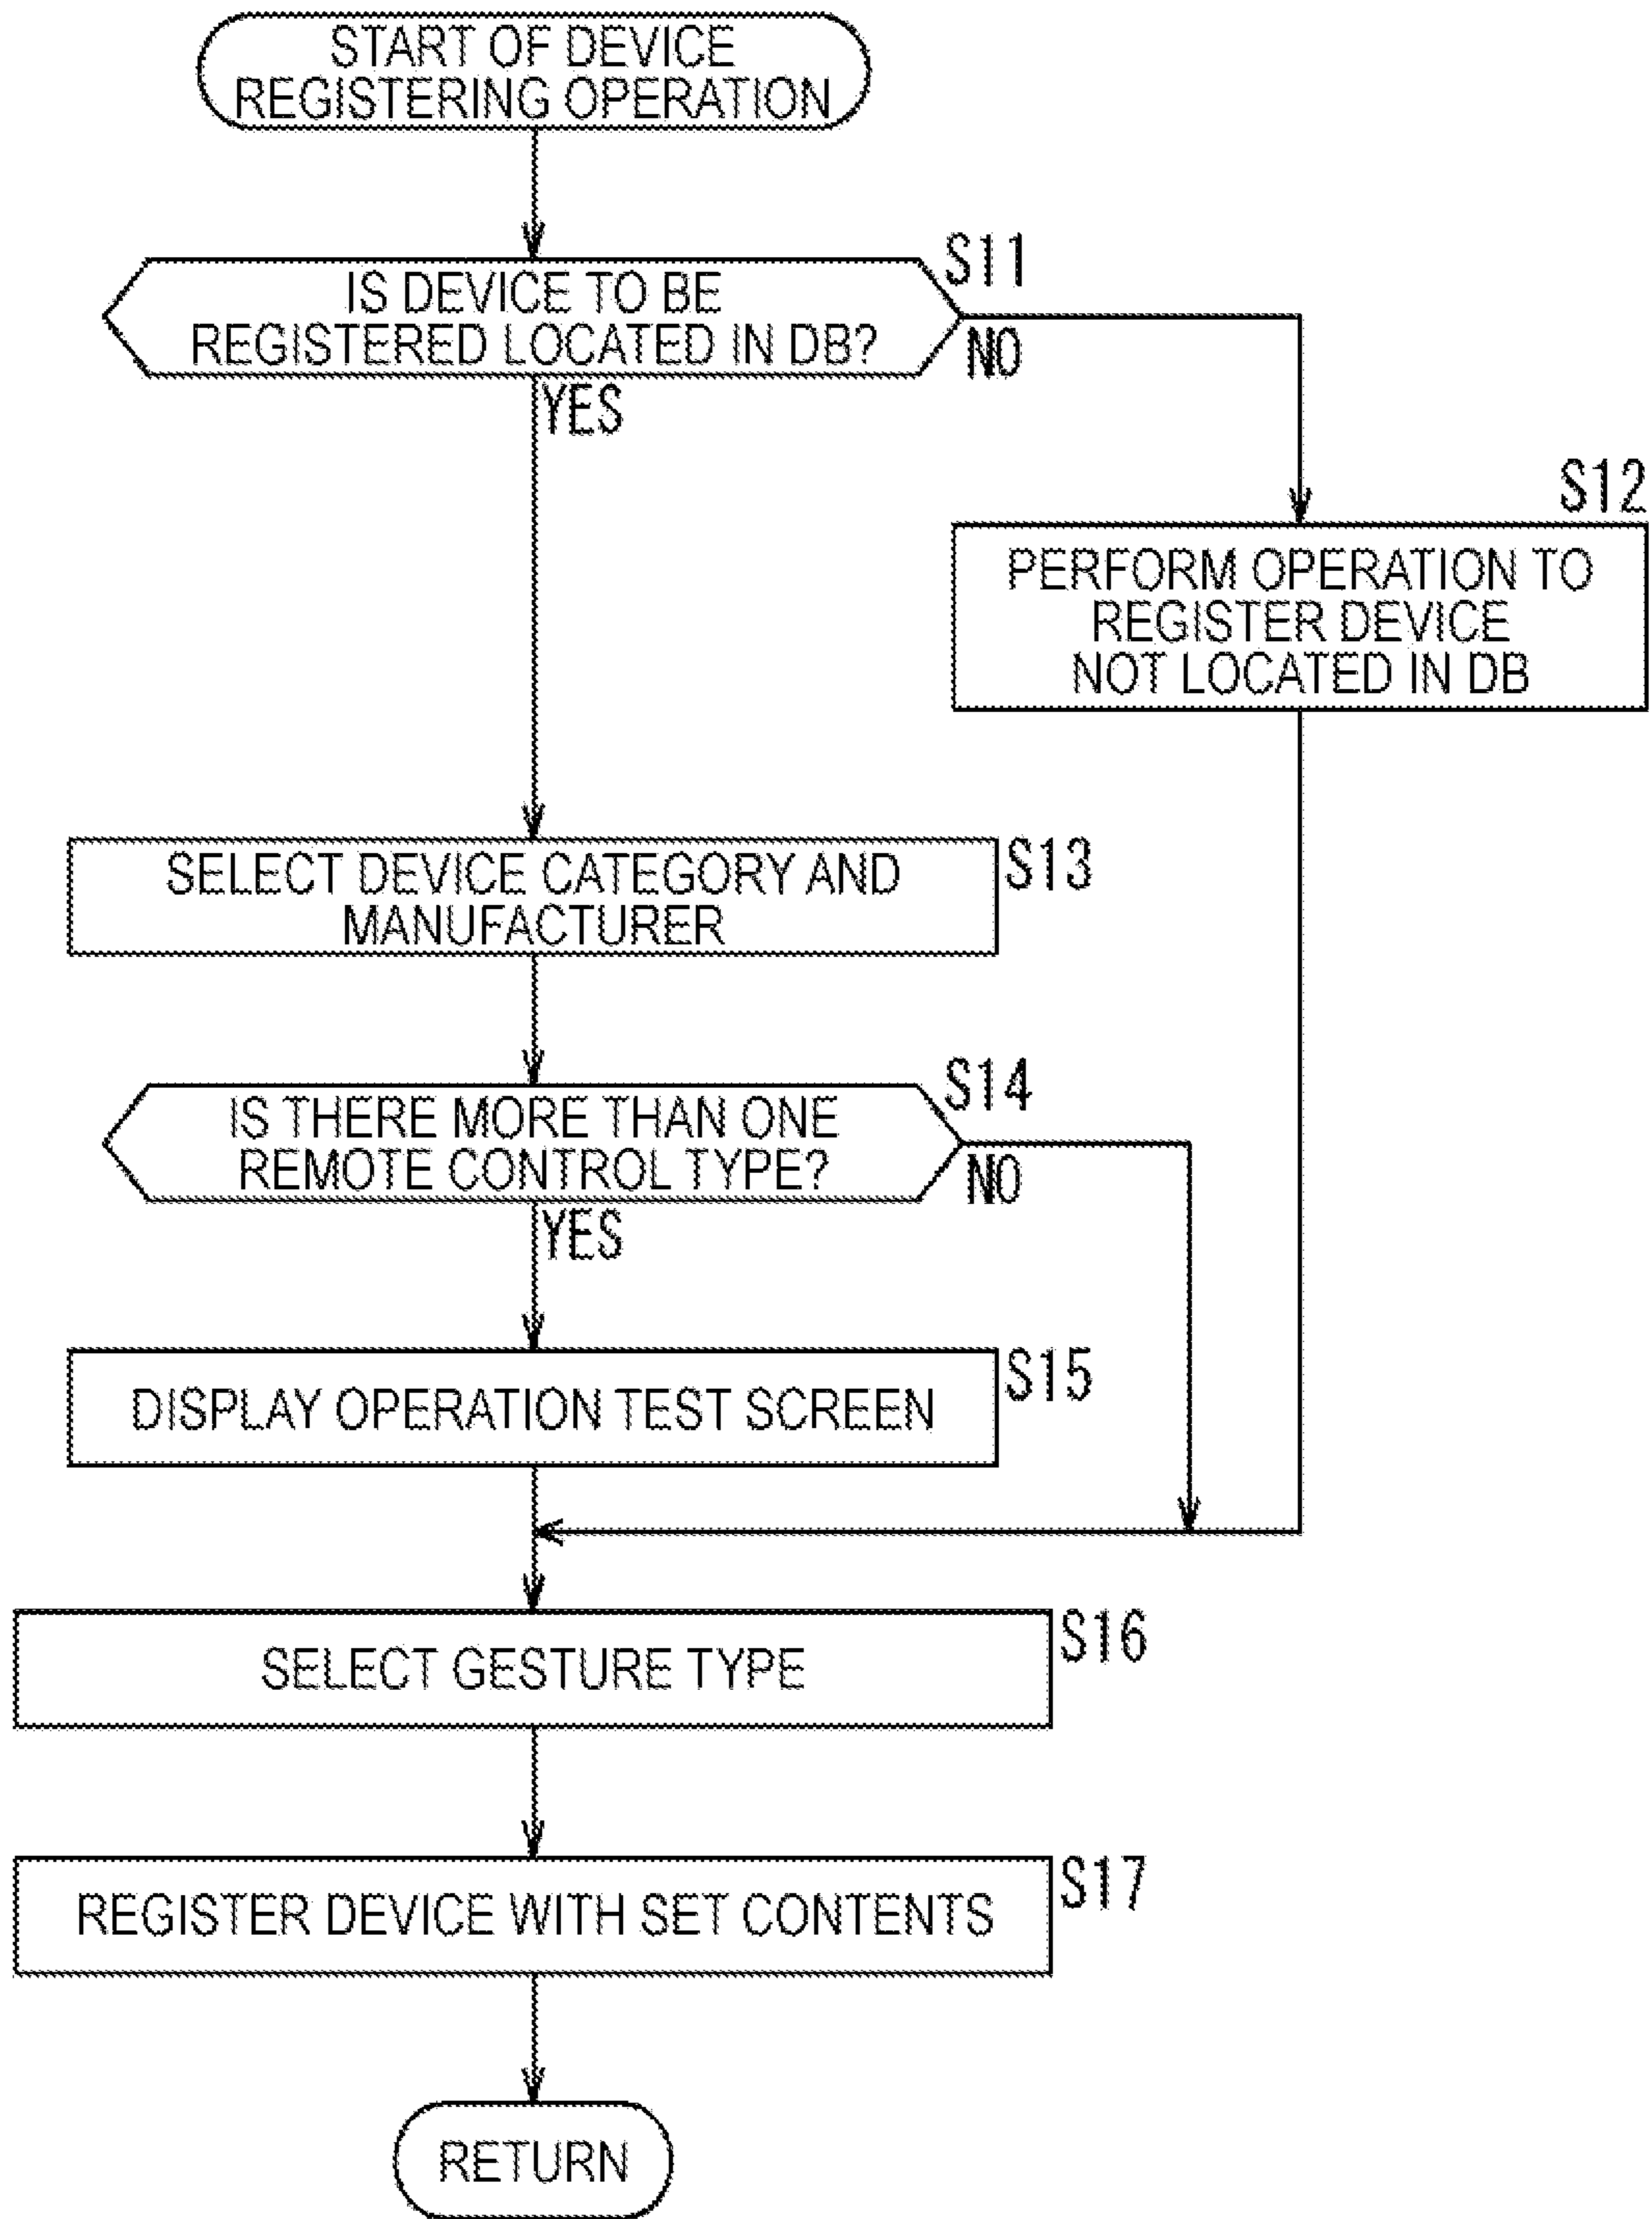 START OF DEVICE
REGISTERING OPERATION
S11
IS DEVICE TO BE
REGISTERED LOCATED IN DB?
NO
YES
S12
PERFORM OPERATION TO
REGISTER DEVICE
NOT LOCATED IN DB
S13
SELECT DEVICE CATEGORY AND
MANUFACTURER
S14
IS THERE MORE THAN ONE
REMOTE CONTROL TYPE?
NO
YES
S15
DISPLAY OPERATION TEST SCREEN
S16
SELECT GESTURE TYPE
S17
REGISTER DEVICE WITH SET CONTENTS
RETURN